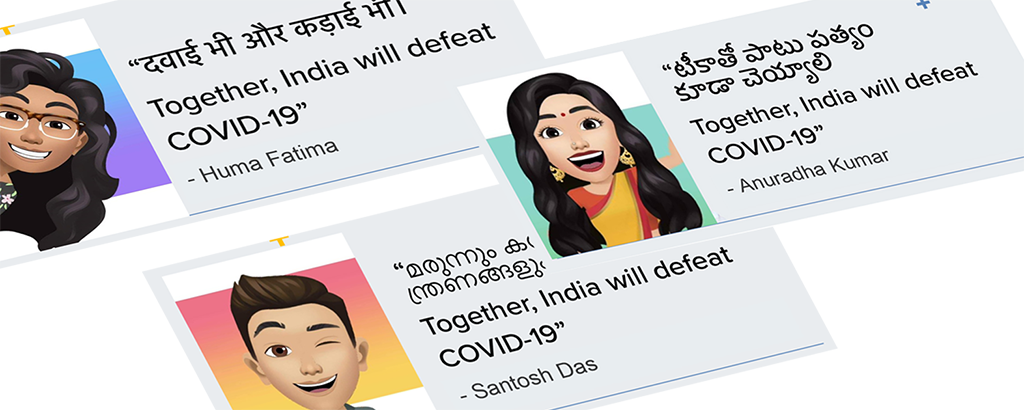 “दवाई भी और कड़ाई भी।
Together, India will defeat
COVID-19”
- Huma Fatima
“టీకాతో పాటు పత్యం
కూడా చెయ్యాలి
Together, India will defeat
COVID-19”
- Anuradha Kumar
“മരുന്നും
Together, India will defeat
COVID-19”
- Santosh Das